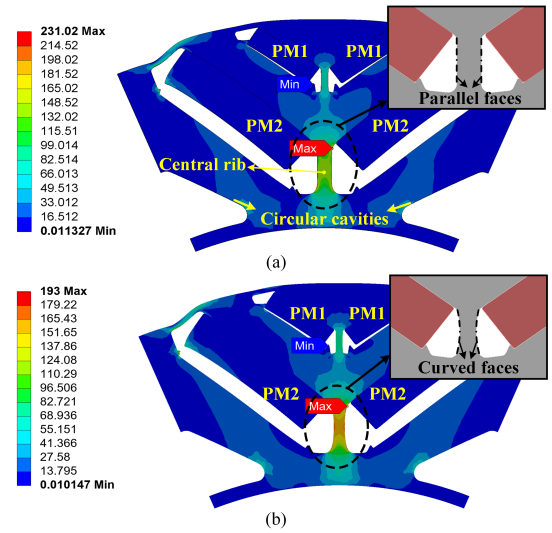 231.02 Max
214.52
198.02
181.52
165.02
148.52
132.02
115.51
99.014
82.514
66.013
49.513
33.012
16.512
0.011327 Min
PM1 PM1
Min
PM2 PM2
Max
Central rib
Circular cavities
Parallel faces
(a)
193 Max
179.22
165.43
151.65
137.86
124.08
110.29
96.506
82.721
68.936
55.151
41.366
27.58
13.795
0.010147 Min
PM1 PM1
Min
PM2 PM2
Max
Curved faces
(b)